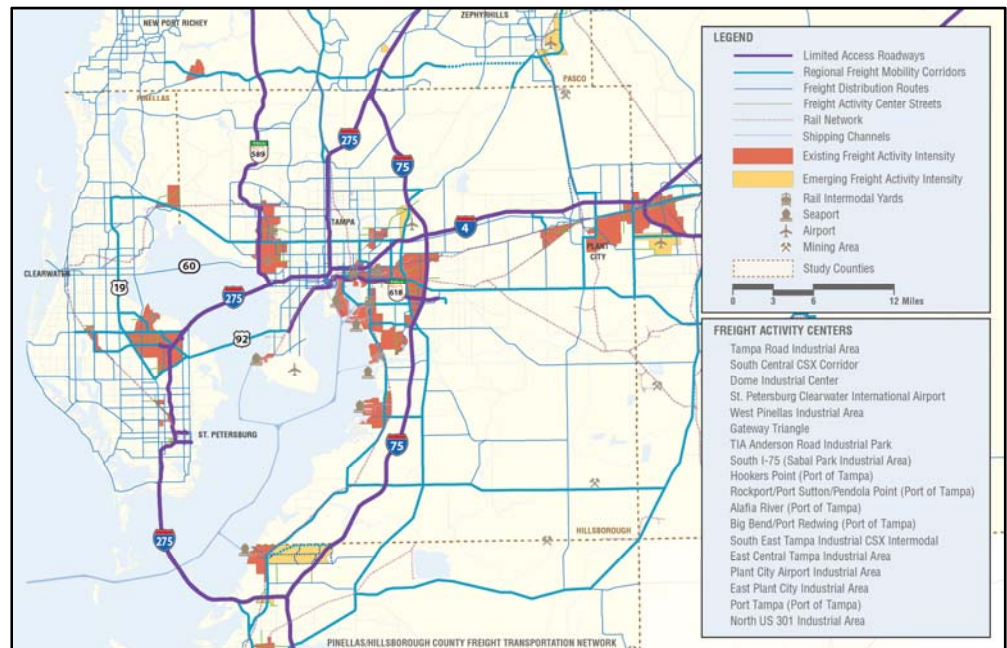 NEW PORT RICHEY
ZEPHYRHILLS
PASCO
PINELLAS
275
TOLL
589
75
TAMPA
4
PLANT
CITY
CLEARWATER
60
19
275
TOLL
618
92
ST. PETERSBURG
75
275
HILLSBOROUGH
PINELLAS/HILLSBOROUGH COUNTY FREIGHT TRANSPORTATION NETWORK
LEGEND
Limited Access Roadways
Regional Freight Mobility Corridors
Freight Distribution Routes
Freight Activity Center Streets
Rail Network
Shipping Channels
Existing Freight Activity Intensity
Emerging Freight Activity Intensity
Rail Intermodal Yards
Seaport
Airport
Mining Area
Study Counties
0 3 6 12 Miles
FREIGHT ACTIVITY CENTERS
Tampa Road Industrial Area
South Central CSX Corridor
Dome Industrial Center
St. Petersburg Clearwater International Airport
West Pinellas Industrial Area
Gateway Triangle
TIA Anderson Road Industrial Park
South I-75 (Sabal Park Industrial Area)
Hookers Point (Port of Tampa)
Rockport/Port Sutton/Pendola Point (Port of Tampa)
Alafia River (Port of Tampa)
Big Bend/Port Redwing (Port of Tampa)
South East Tampa Industrial CSX Intermodal
East Central Tampa Industrial Area
Plant City Airport Industrial Area
East Plant City Industrial Area
Port Tampa (Port of Tampa)
North US 301 Industrial Area